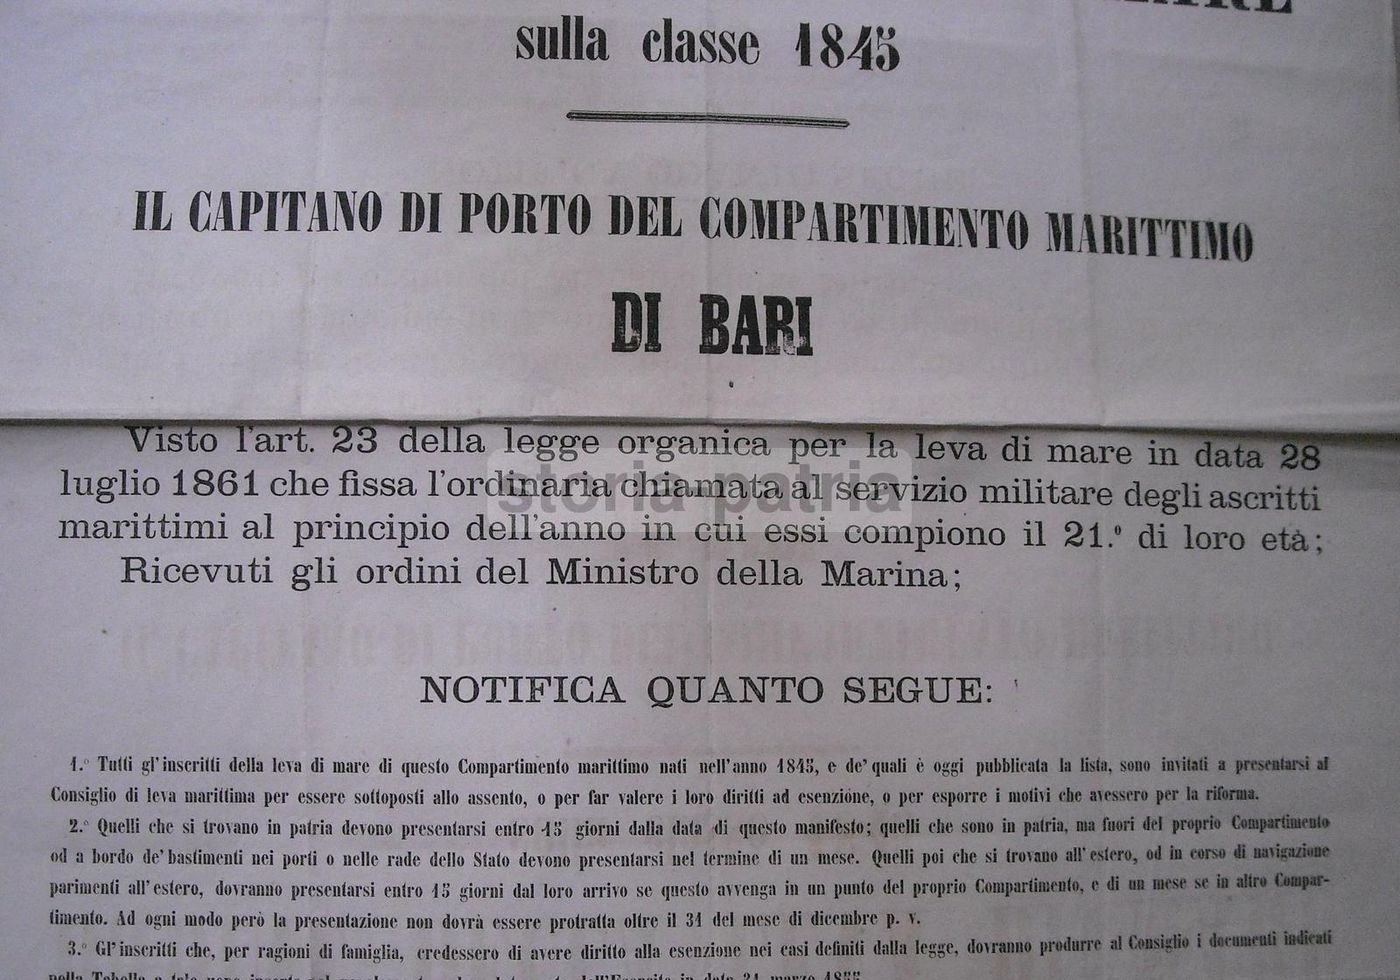 sulla classe 1845
IL CAPITANO DI PORTO DEL COMPARTIMENTO MARITTIMO
DI BARI
Visto l'art. 23 della legge organica per la leva di mare in data 28
luglio 1861 che fissa l'ordinaria chiamata al servizio militare degli ascritti
marittimi al principio dell'anno in cui essi compiono il 21.° di loro età;
Ricevuti gli ordini del Ministro della Marina;
storia patria
NOTIFICA QUANTO SEGUE:
1.° Tutti gl'inscritti della leva di mare di questo Compartimento marittimo nati nell'anno 1845, e de' quali è oggi pubblicata la lista, sono invitati a presentarsi al
Consiglio di leva marittima per essere sottoposti allo assento, o per far valere i loro diritti ad esenzione, o per esporre i motivi che avessero per la riforma.
2.° Quelli che si trovano in patria devono presentarsi entro 15 giorni dalla data di questo manifesto; quelli che sono in patria, ma fuori del proprio Compartimento
od a bordo de' bastimenti nei porti o nelle rade dello Stato devono presentarsi nel termine di un mese. Quelli poi che si trovano all'estero, od in corso di navigazione
parimenti all'estero, dovranno presentarsi entro 15 giorni dal loro arrivo se questo avvenga in un punto del proprio Compartimento, e di un mese se in altro Compar-
timento. Ad ogni modo però la presentazione non dovrà essere protratta oltre il 31 del mese di dicembre p. v.
3.° Gl'inscritti che, per ragioni di famiglia, credessero di avere diritto alla esenzione nei casi definiti dalla legge, dovranno produrre al Consiglio i documenti indicati